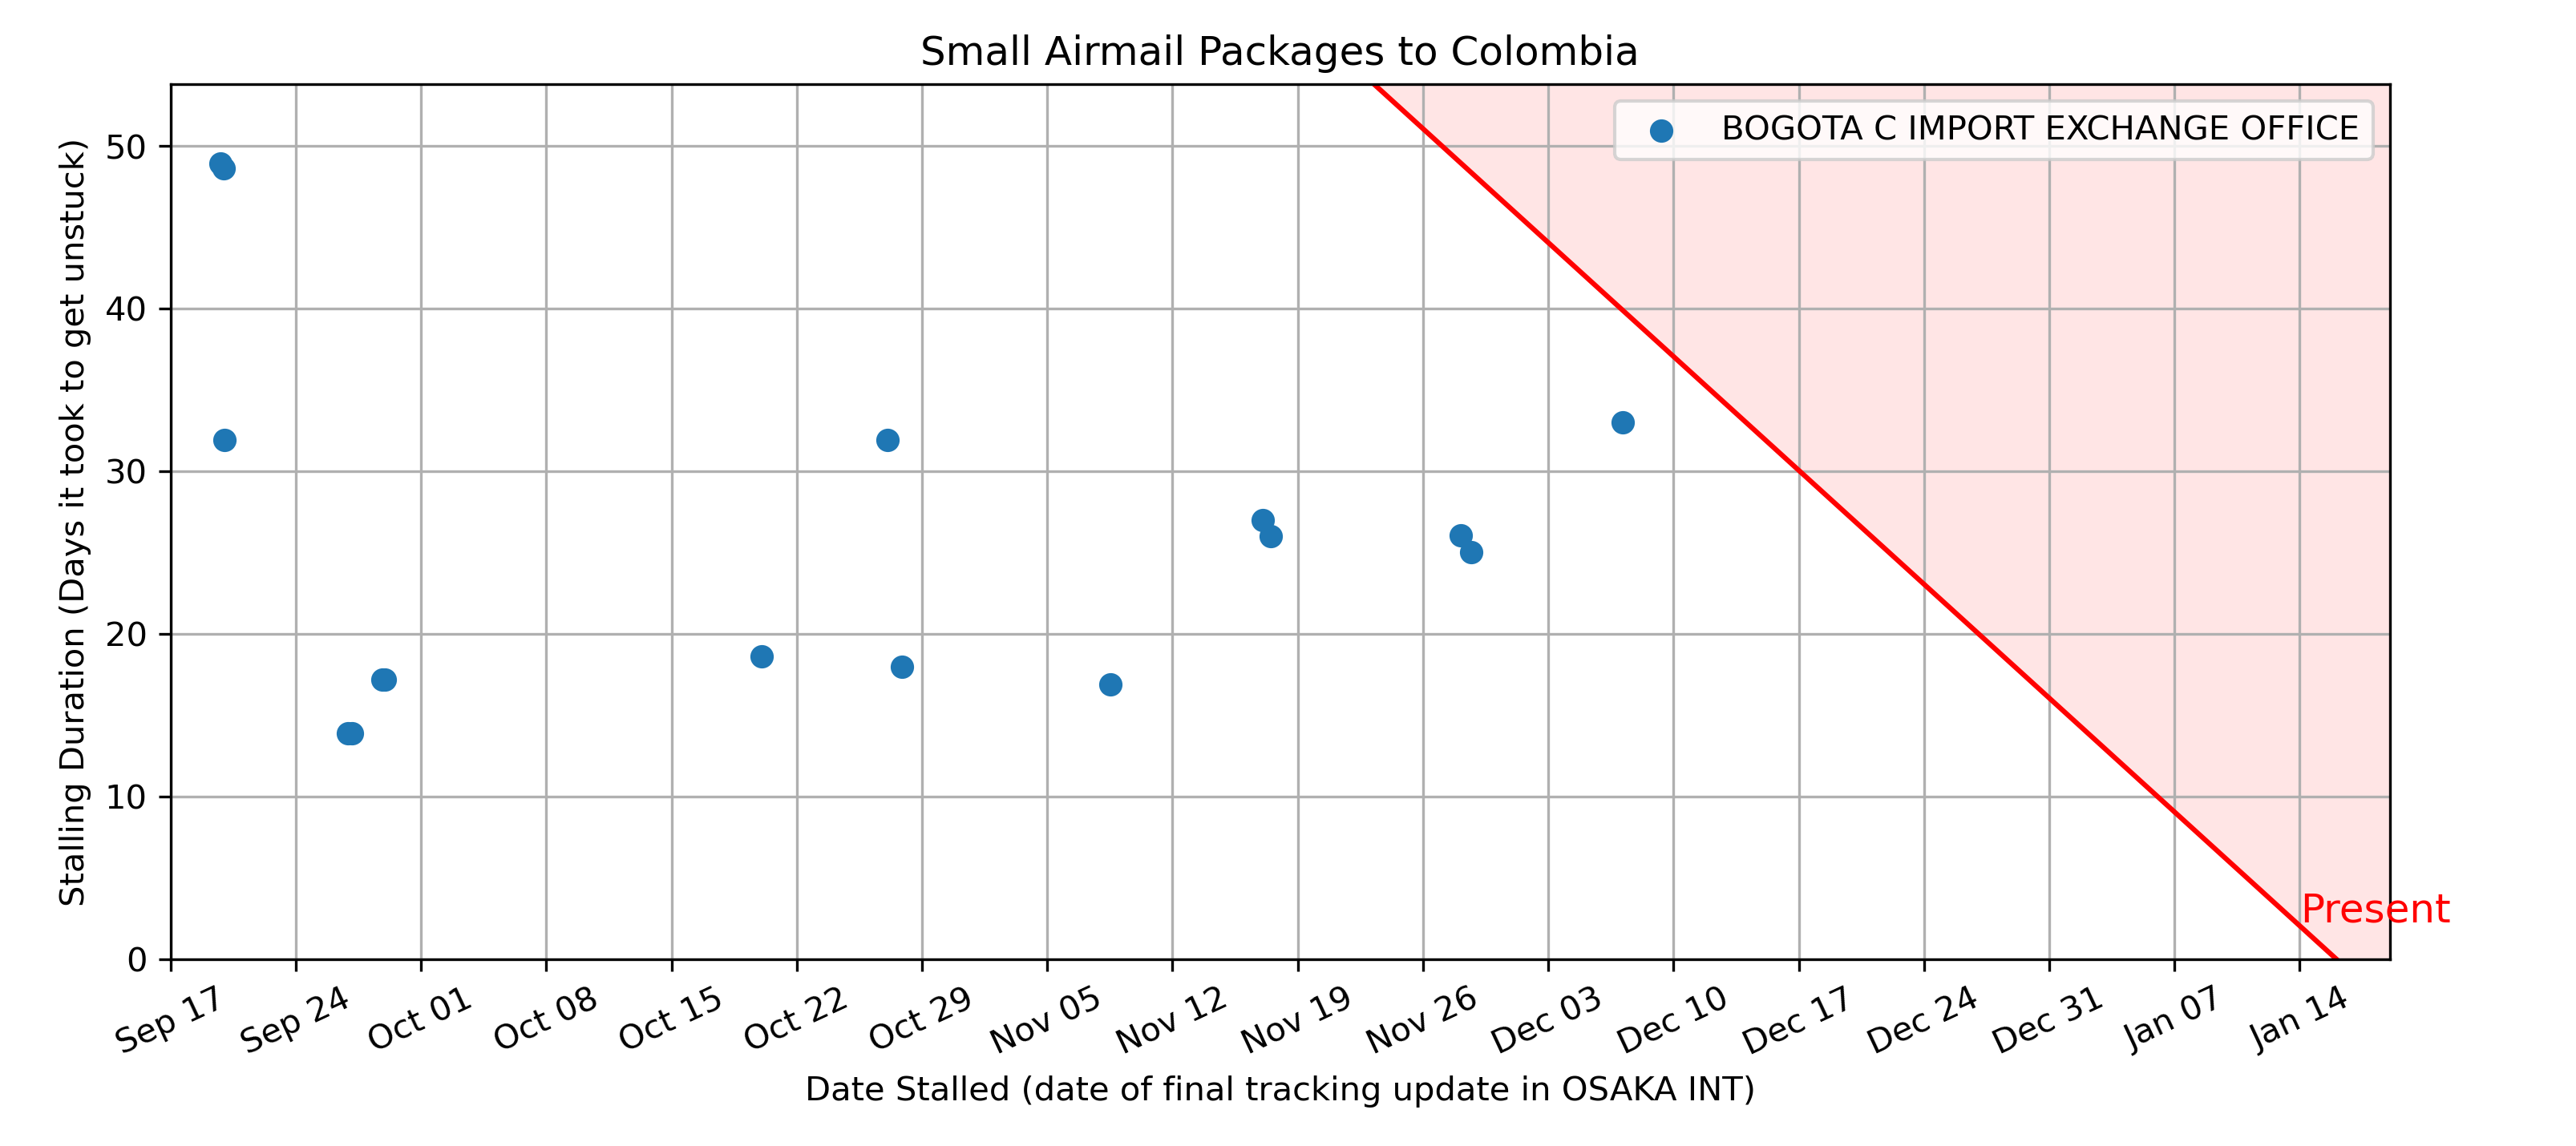 Small Airmail Packages to Colombia
BOGOTA C IMPORT EXCHANGE OFFICE
Stalling Duration (Days it took to get unstuck)
50
40
30
20
10
0
Present
Sep 17 Sep 24 Oct 01 Oct 08 Oct 15 Oct 22 Oct 29 Nov 05 Nov 12 Nov 19 Nov 26 Dec 03 Dec 10 Dec 17 Dec 24 Dec 31 Jan 07 Jan 14
Date Stalled (date of final tracking update in OSAKA INT)